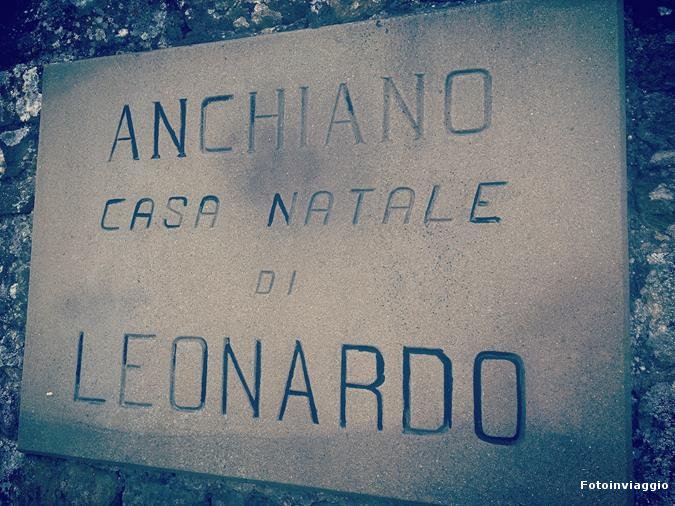 ANCHIANO
CASA NATALE
DI
LEONARDO
Fotoinviaggio